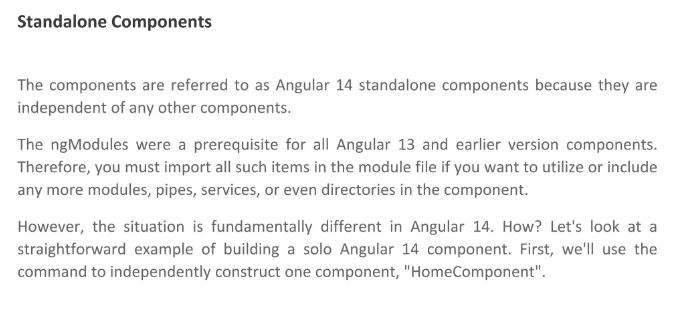 Standalone Components
The components are referred to as Angular 14 standalone components because they are
independent of any other components.
The ngModules were a prerequisite for all Angular 13 and earlier version components.
Therefore, you must import all such items in the module file if you want to utilize or include
any more modules, pipes, services, or even directories in the component.
However, the situation is fundamentally different in Angular 14. How? Let's look at a
straightforward example of building a solo Angular 14 component. First, we'll use the
command to independently construct one component, "HomeComponent".